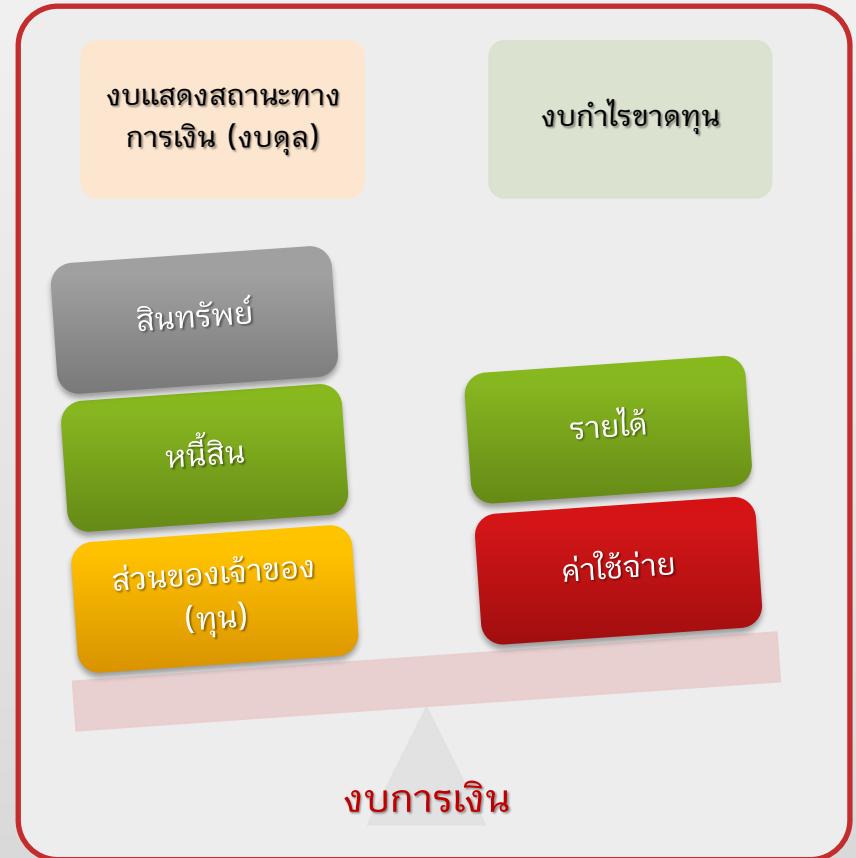 งบแสดงสถานะทาง
การเงิน (งบดุล)
งบกำไรขาดทุน
สินทรัพย์
หนี้สิน
ส่วนของเจ้าของ
(ทุน)
รายได้
ค่าใช้จ่าย
งบการเงิน